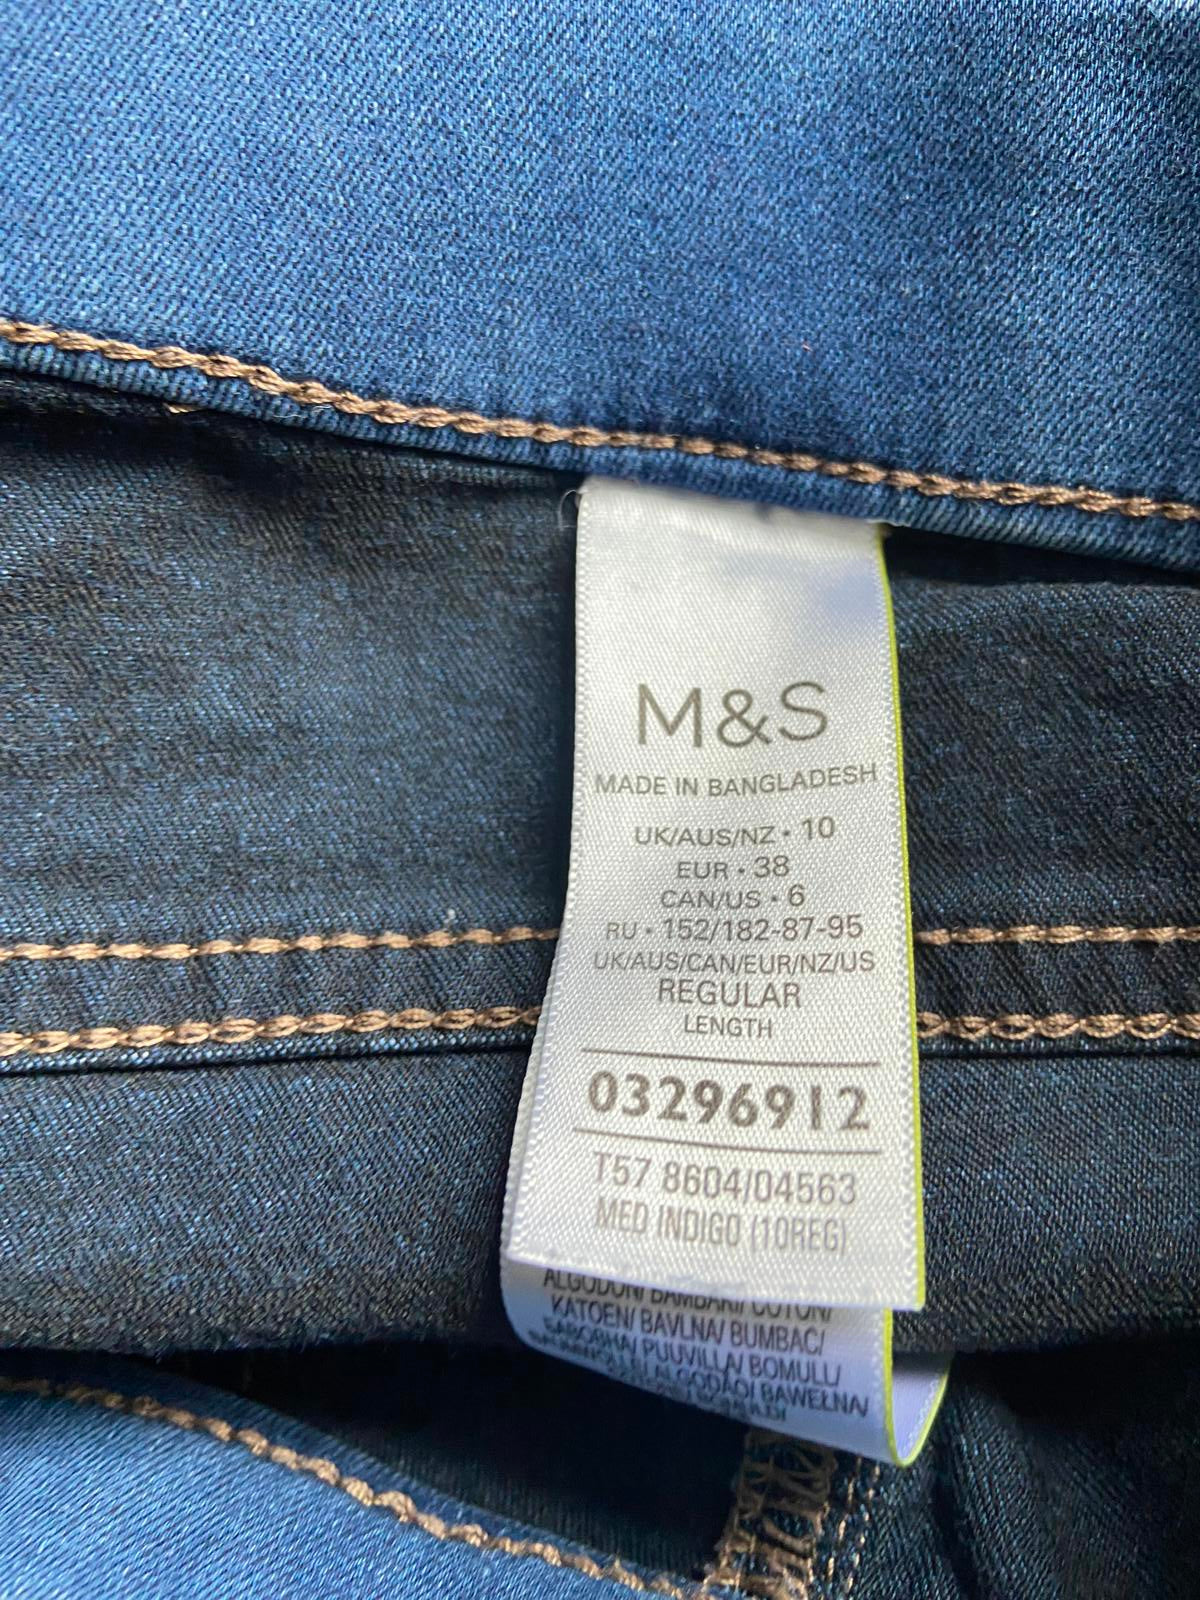 M&S
MADE IN BANGLADESH
UK/AUS/NZ • 10
EUR • 38
CAN/US • 6
RU • 152/182-87-95
UK/AUS/CAN/EUR/NZ/US
REGULAR
LENGTH
03296912
T57 8604/04563
MED INDIGO (10REG)
ALGODON/ BAMBAKI/ COTON/
KATOEN/ BAVLNA/ BUMBAC/
PUUVILLA/ BOMULL/
ALGODÃO/ BAWEŁNA/